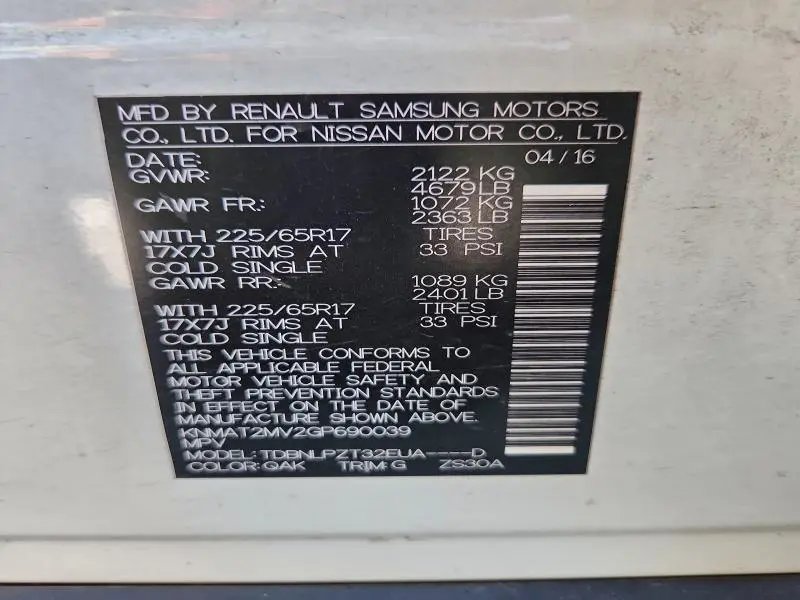 MFD BY RENAULT SAMSUNG MOTORS
CO., LTD. FOR NISSAN MOTOR CO., LTD.
DATE: 04/16
GVWR: 2122 KG
4679 LB
GAWR FR.: 1072 KG
2363 LB
WITH 225/65R17 TIRES
17X7J RIMS AT 33 PSI
COLD SINGLE
GAWR RR.: 1089 KG
2401 LB
WITH 225/65R17 TIRES
17X7J RIMS AT 33 PSI
COLD SINGLE
THIS VEHICLE CONFORMS TO
ALL APPLICABLE FEDERAL
MOTOR VEHICLE SAFETY AND
THEFT PREVENTION STANDARDS
IN EFFECT ON THE DATE OF
MANUFACTURE SHOWN ABOVE.
KNMAT2MV2GP690039
MPV
MODEL: TDBNLPZT32EUA----D
COLOR: QAK TRIM: G ZS30A